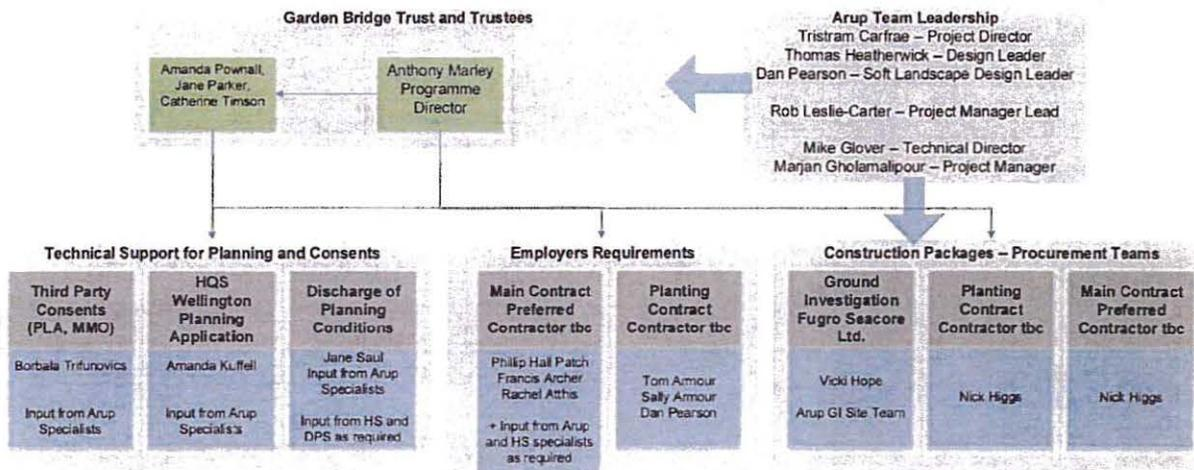 Garden Bridge Trust and Trustees
Amanda Pownall,
Jane Parker,
Catherine Timson
Anthony Marley
Programme
Director
Arup Team Leadership
Tristram Carfrae – Project Director
Thomas Heatherwick – Design Leader
Dan Pearson – Soft Landscape Design Leader
Rob Leslie-Carter – Project Manager Lead
Mike Glover – Technical Director
Marjan Gholamalipour – Project Manager
Technical Support for Planning and Consents
Third Party
Consents
(PLA, MMO)
Borbala Trifunovics
Input from Arup
Specialists
HQS
Wellington
Planning
Application
Amanda Kuffell
Input from Arup
Specialists
Discharge of
Planning
Conditions
Jane Saul
Input from Arup
Specialists
Input from HS and
DPS as required
Employers Requirements
Main Contract
Preferred
Contractor tbc
Phillip Hall Patch
Francis Archer
Rachel Atthis
+ Input from Arup
and HS specialists
as required
Planting
Contract
Contractor tbc
Tom Armour
Sally Armour
Dan Pearson
Construction Packages – Procurement Teams
Ground
Investigation
Fugro Seacore
Ltd.
Vicki Hope
Arup GI Site Team
Planting
Contract
Contractor tbc
Nick Higgs
Main Contract
Preferred
Contractor tbc
Nick Higgs